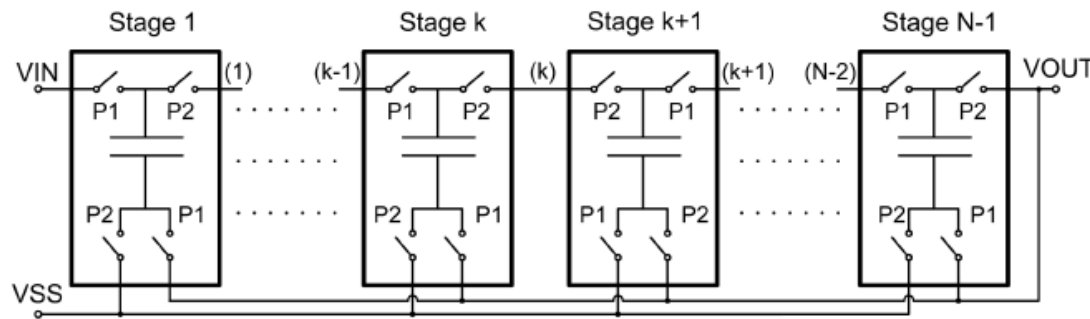 Stage 1 Stage k Stage k+1 Stage N-1
VIN (1) (k-1) (k) (k+1) (N-2) VOUT
P1 P2 P1 P2 P2 P1 P1 P2
P2 P1 P2 P1 P1 P2 P2 P1
VSS